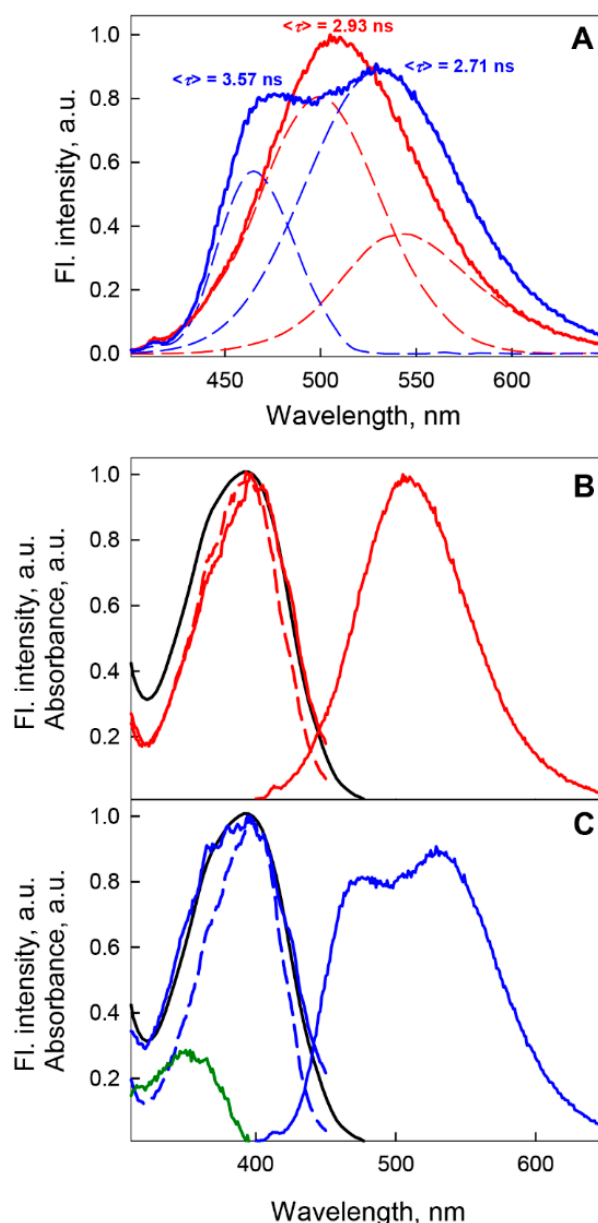 <τ> = 2.93 ns
A
<τ> = 3.57 ns
<τ> = 2.71 ns
Fl. intensity, a.u.
1.0
0.8
0.6
0.4
0.2
0.0
450 500 550 600
Wavelength, nm
B
Fl. intensity, a.u.
Absorbance, a.u.
1.0
0.8
0.6
0.4
0.2
C
Fl. intensity, a.u.
Absorbance, a.u.
1.0
0.8
0.6
0.4
0.2
400 500 600
Wavelength, nm